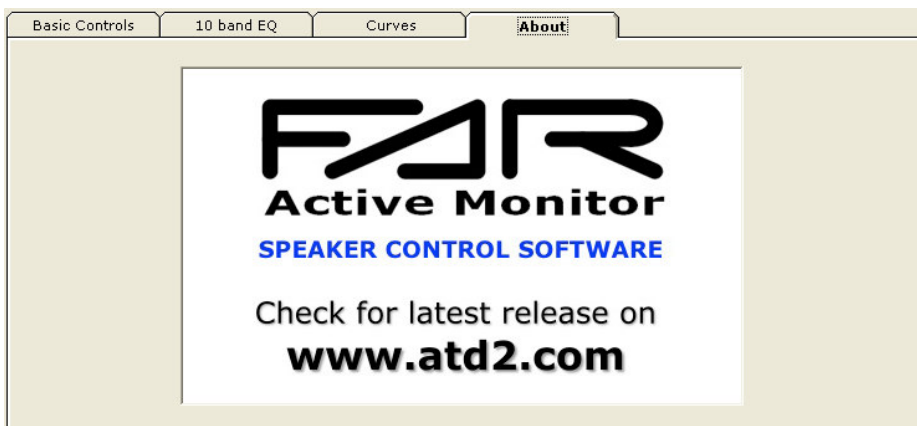 Basic Controls 10 band EQ Curves About
FAR
Active Monitor
SPEAKER CONTROL SOFTWARE
Check for latest release on
www.atd2.com